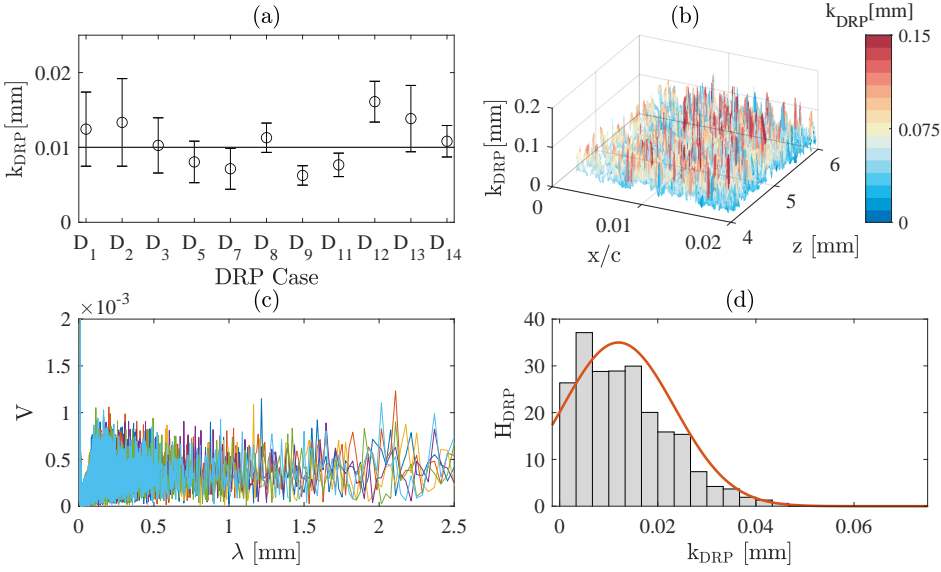 (a)
k_DRP [mm]
0.02
0.01
0
D_1 D_2 D_3 D_5 D_7 D_8 D_9 D_11 D_12 D_13 D_14
DRP Case
(b)
k_DRP [mm]
0.15
0.075
0
k_DRP [mm]
0.2
0.1
0
0 0.01 0.02
x/c
4 5 6
z [mm]
(c)
×10^-3
V
2
1.5
1
0.5
0
0 0.5 1 1.5 2 2.5
λ [mm]
(d)
H_DRP
40
30
20
10
0
0 0.02 0.04 0.06
k_DRP [mm]